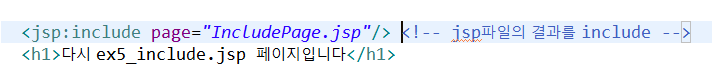 <jsp:include page="IncludePage.jsp"/> <!-- jsp파일의 결과를 include -->
<h1>다시 ex5_include.jsp 페이지입니다</h1>